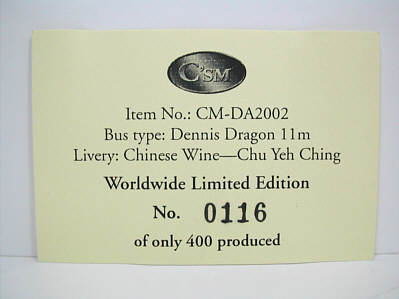 C'SM
Item No.: CM-DA2002
Bus type: Dennis Dragon 11m
Livery: Chinese Wine—Chu Yeh Ching
Worldwide Limited Edition
No. 0116
of only 400 produced